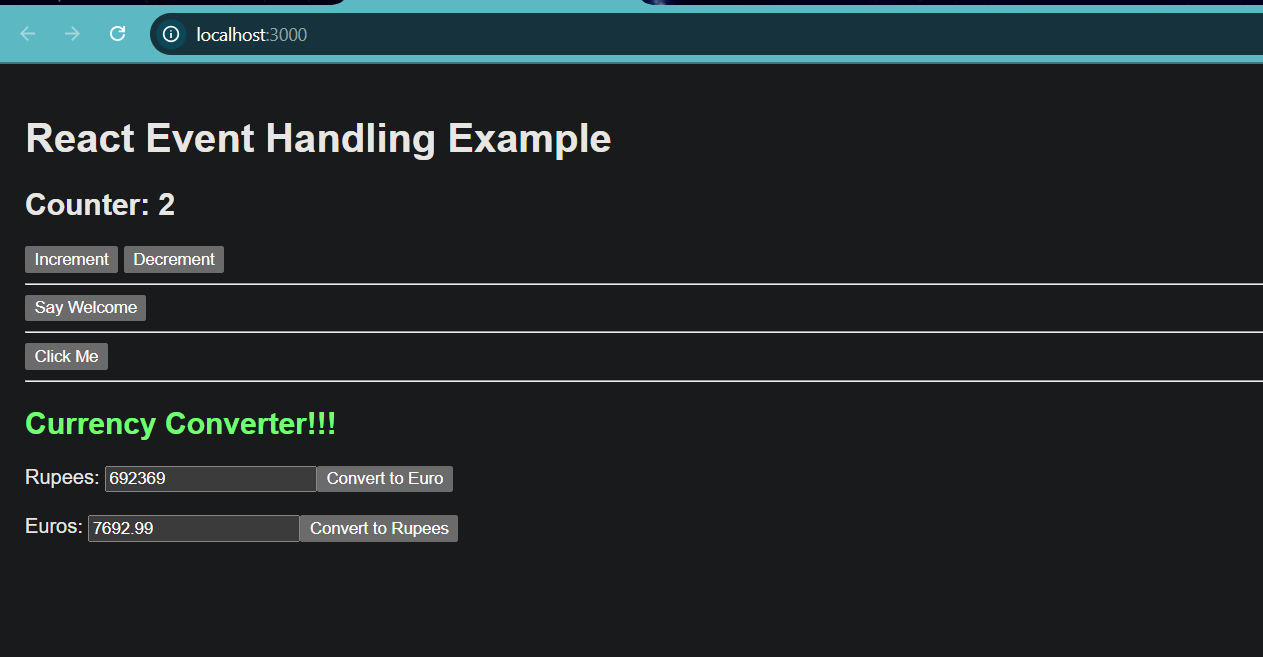 localhost:3000
React Event Handling Example
Counter: 2
Increment Decrement
Say Welcome
Click Me
Currency Converter!!!
Rupees: 692369 Convert to Euro
Euros: 7692.99 Convert to Rupees